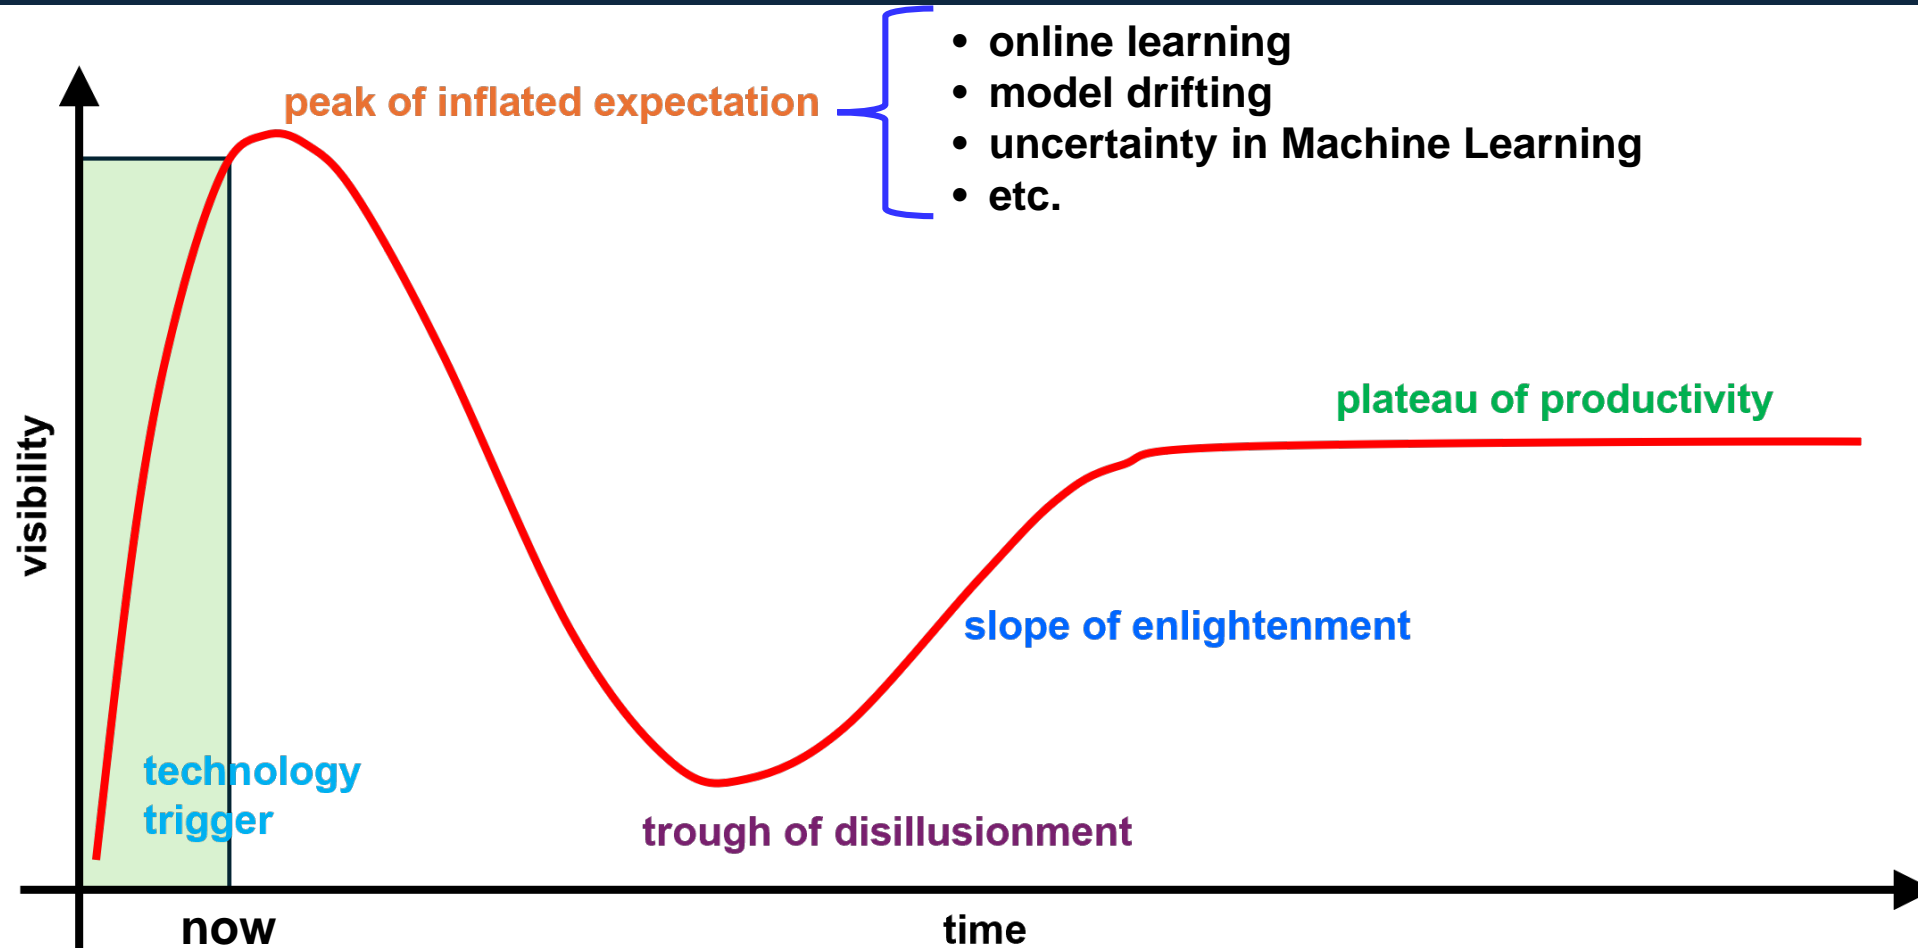 peak of inflated expectation
• online learning
• model drifting
• uncertainty in Machine Learning
• etc.
visibility
plateau of productivity
slope of enlightenment
technology
trigger
trough of disillusionment
now
time